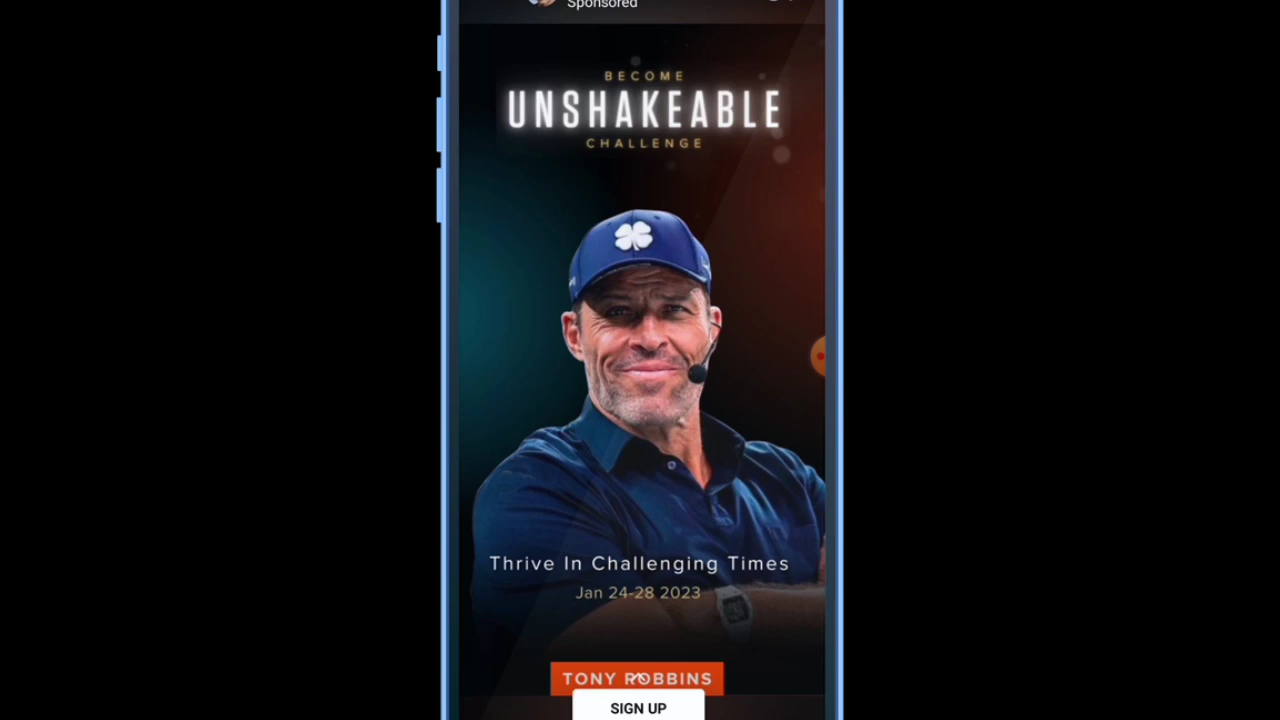 Sponsored
BECOME
UNSHAKEABLE
CHALLENGE
Thrive In Challenging Times
Jan 24-28 2023
TONY ROBBINS
SIGN UP